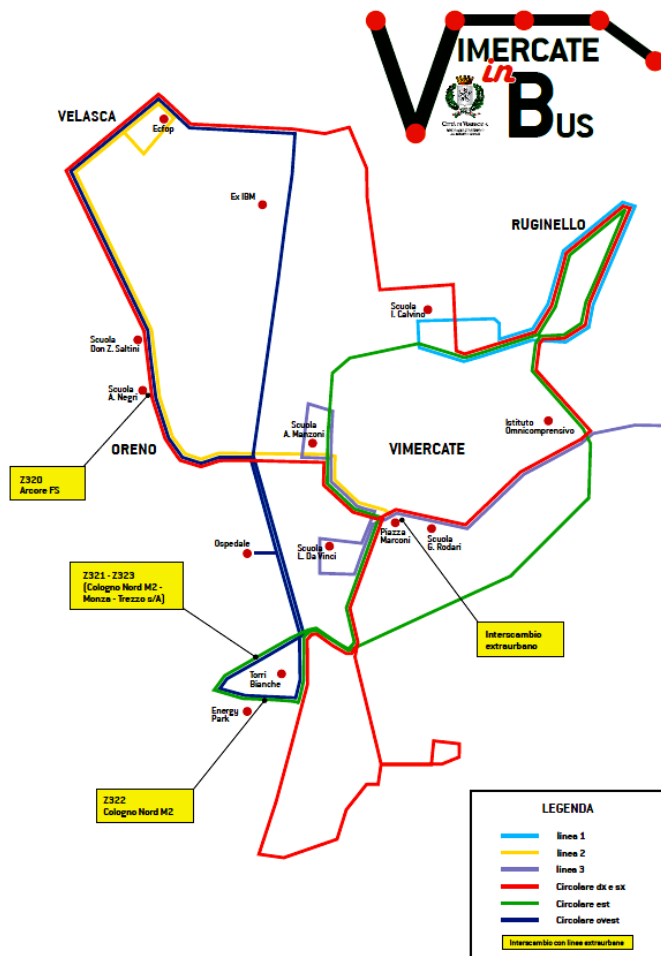 VIMERCATE
in
BUS
VELASCA
Ecfop
Ex IBM
RUGINELLO
Scuola
I. Calvino
Scuola
Don Z. Saltini
Scuola
A. Negri
ORENO
Scuola
A. Manzoni
VIMERCATE
Istituto
Omnicomprensivo
Z320
Arcore FS
Ospedale
Scuola
L. Da Vinci
Piazza
Marconi
Scuola
G. Rodari
Z321 - Z323
(Cologno Nord M2 -
Monza - Trezzo s/A)
Interscambio
extraurbano
Torri
Bianche
Energy
Park
Z322
Cologno Nord M2
LEGENDA
linea 1
linea 2
linea 3
Circolare dx e sx
Circolare est
Circolare ovest
Interscambio con linee extraurbane